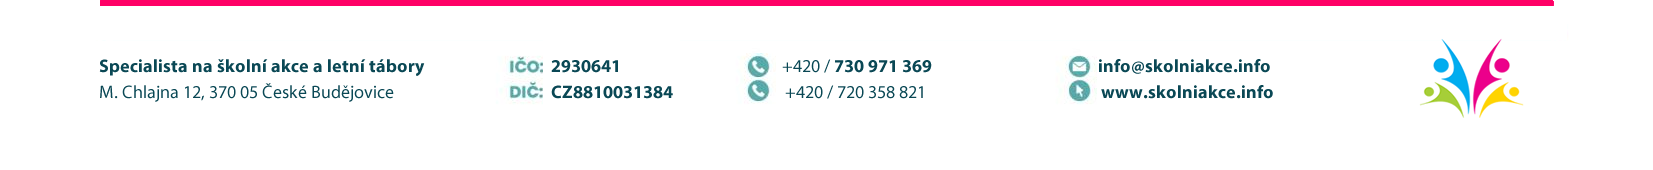 Specialista na školní akce a letní tábory
M. Chlajna 12, 370 05 České Budějovice
IČO: 2930641
DIČ: CZ8810031384
+420 / 730 971 369
+420 / 720 358 821
info@skolniakce.info
www.skolniakce.info